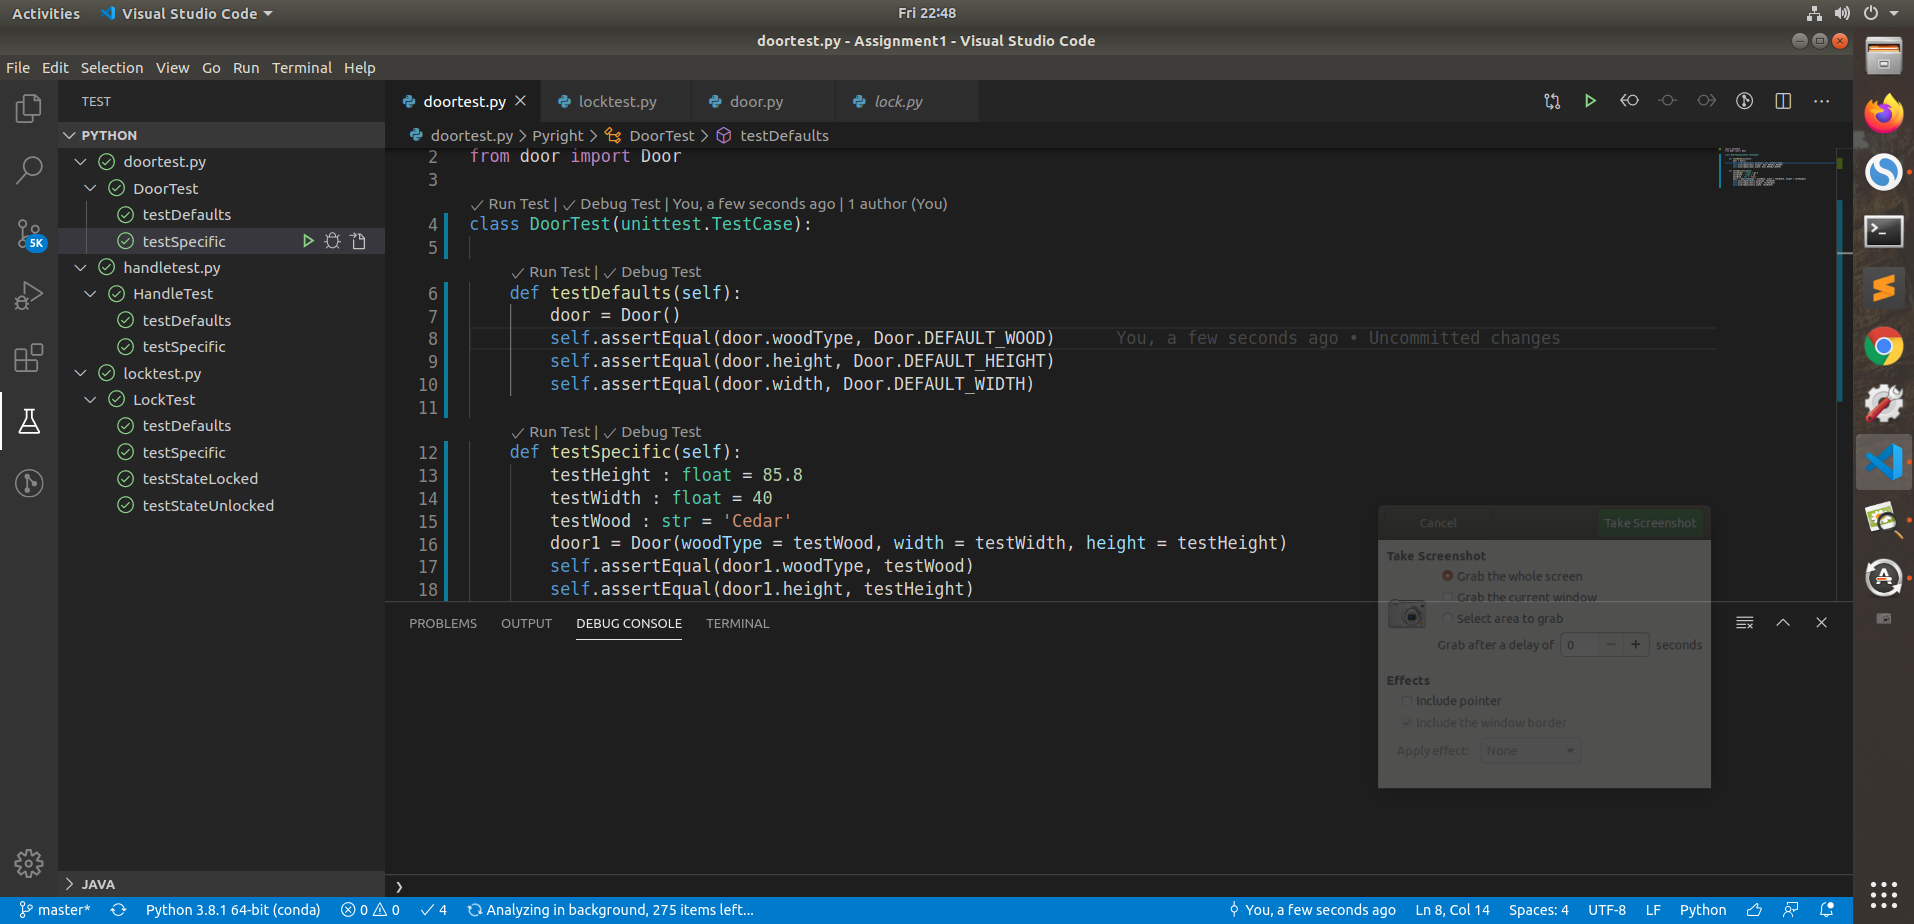 Activities Visual Studio Code Fri 22:48
doortest.py - Assignment1 - Visual Studio Code
File Edit Selection View Go Run Terminal Help
TEST
PYTHON
doortest.py
DoorTest
testDefaults
testSpecific
handletest.py
HandleTest
testDefaults
testSpecific
locktest.py
LockTest
testDefaults
testSpecific
testStateLocked
testStateUnlocked
JAVA
5K
doortest.py locktest.py door.py lock.py
doortest.py > Pyright > DoorTest > testDefaults
2 from door import Door
3
Run Test | Debug Test | You, a few seconds ago | 1 author (You)
4 class DoorTest(unittest.TestCase):
5
Run Test | Debug Test
6 def testDefaults(self):
7 door = Door()
8 self.assertEqual(door.woodType, Door.DEFAULT_WOOD) You, a few seconds ago • Uncommitted changes
9 self.assertEqual(door.height, Door.DEFAULT_HEIGHT)
10 self.assertEqual(door.width, Door.DEFAULT_WIDTH)
11
Run Test | Debug Test
12 def testSpecific(self):
13 testHeight : float = 85.8
14 testWidth : float = 40
15 testWood : str = 'Cedar'
16 door1 = Door(woodType = testWood, width = testWidth, height = testHeight)
17 self.assertEqual(door1.woodType, testWood)
18 self.assertEqual(door1.height, testHeight)
Cancel Take Screenshot
Take Screenshot
Grab the whole screen
Grab the current window
Select area to grab
Grab after a delay of 0 − + seconds
Effects
Include pointer
Include the window border
Apply effect: None
PROBLEMS OUTPUT DEBUG CONSOLE TERMINAL
master* Python 3.8.1 64-bit (conda) 0 0 4 Analyzing in background, 275 items left... You, a few seconds ago Ln 8, Col 14 Spaces: 4 UTF-8 LF Python